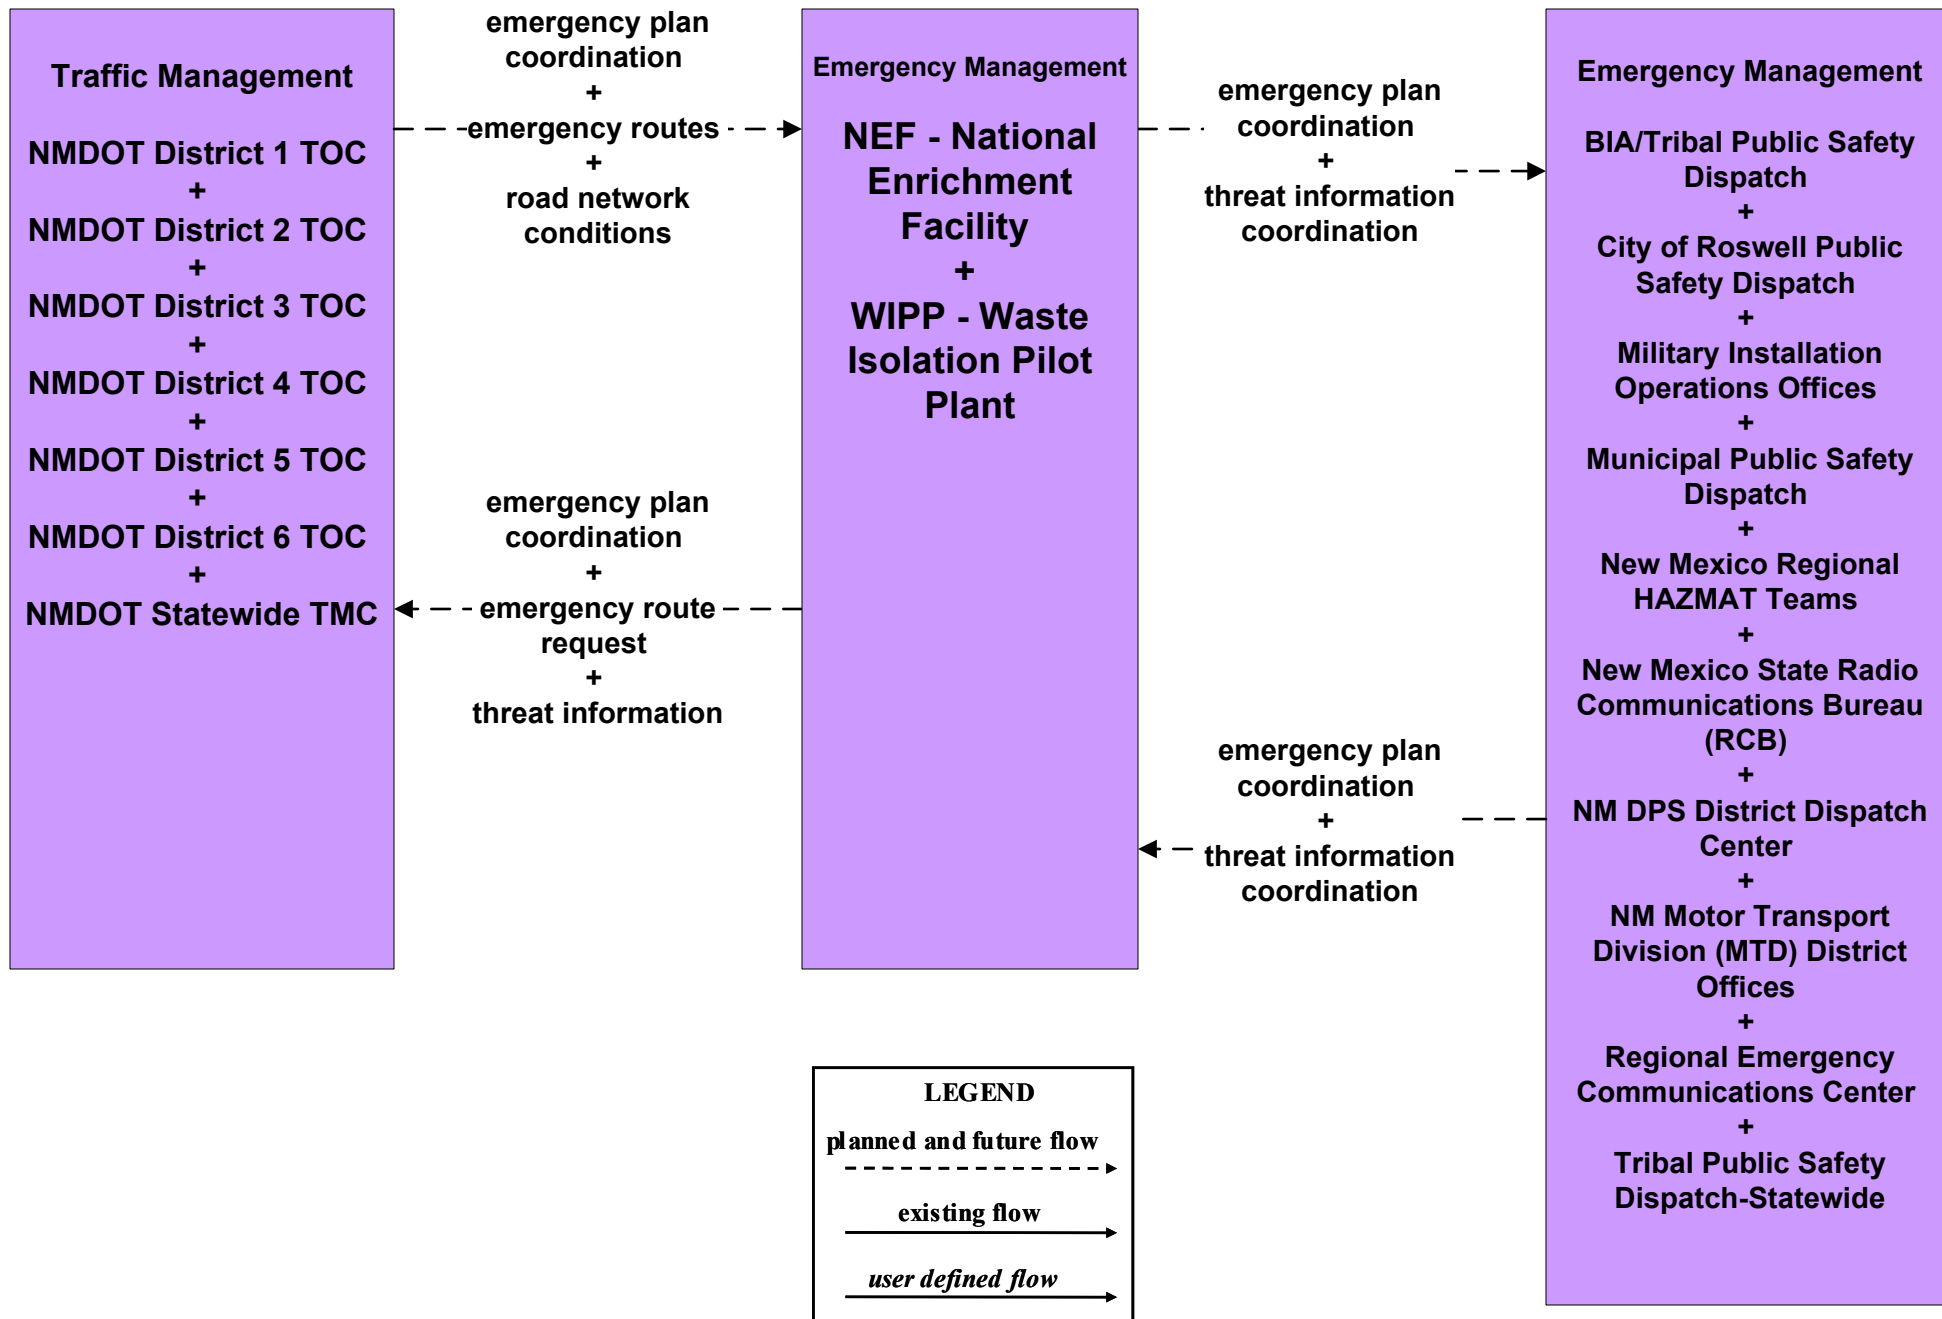 Traffic Management
NMDOT District 1 TOC
+
NMDOT District 2 TOC
+
NMDOT District 3 TOC
+
NMDOT District 4 TOC
+
NMDOT District 5 TOC
+
NMDOT District 6 TOC
+
NMDOT Statewide TMC
emergency plan
coordination
+
emergency routes
+
road network
conditions
emergency plan
coordination
+
emergency route
request
+
threat information
Emergency Management
NEF - National
Enrichment
Facility
+
WIPP - Waste
Isolation Pilot
Plant
emergency plan
coordination
+
threat information
coordination
emergency plan
coordination
+
threat information
coordination
Emergency Management
BIA/Tribal Public Safety
Dispatch
+
City of Roswell Public
Safety Dispatch
+
Military Installation
Operations Offices
+
Municipal Public Safety
Dispatch
+
New Mexico Regional
HAZMAT Teams
+
New Mexico State Radio
Communications Bureau
(RCB)
+
NM DPS District Dispatch
Center
+
NM Motor Transport
Division (MTD) District
Offices
+
Regional Emergency
Communications Center
+
Tribal Public Safety
Dispatch-Statewide
LEGEND
planned and future flow
existing flow
user defined flow